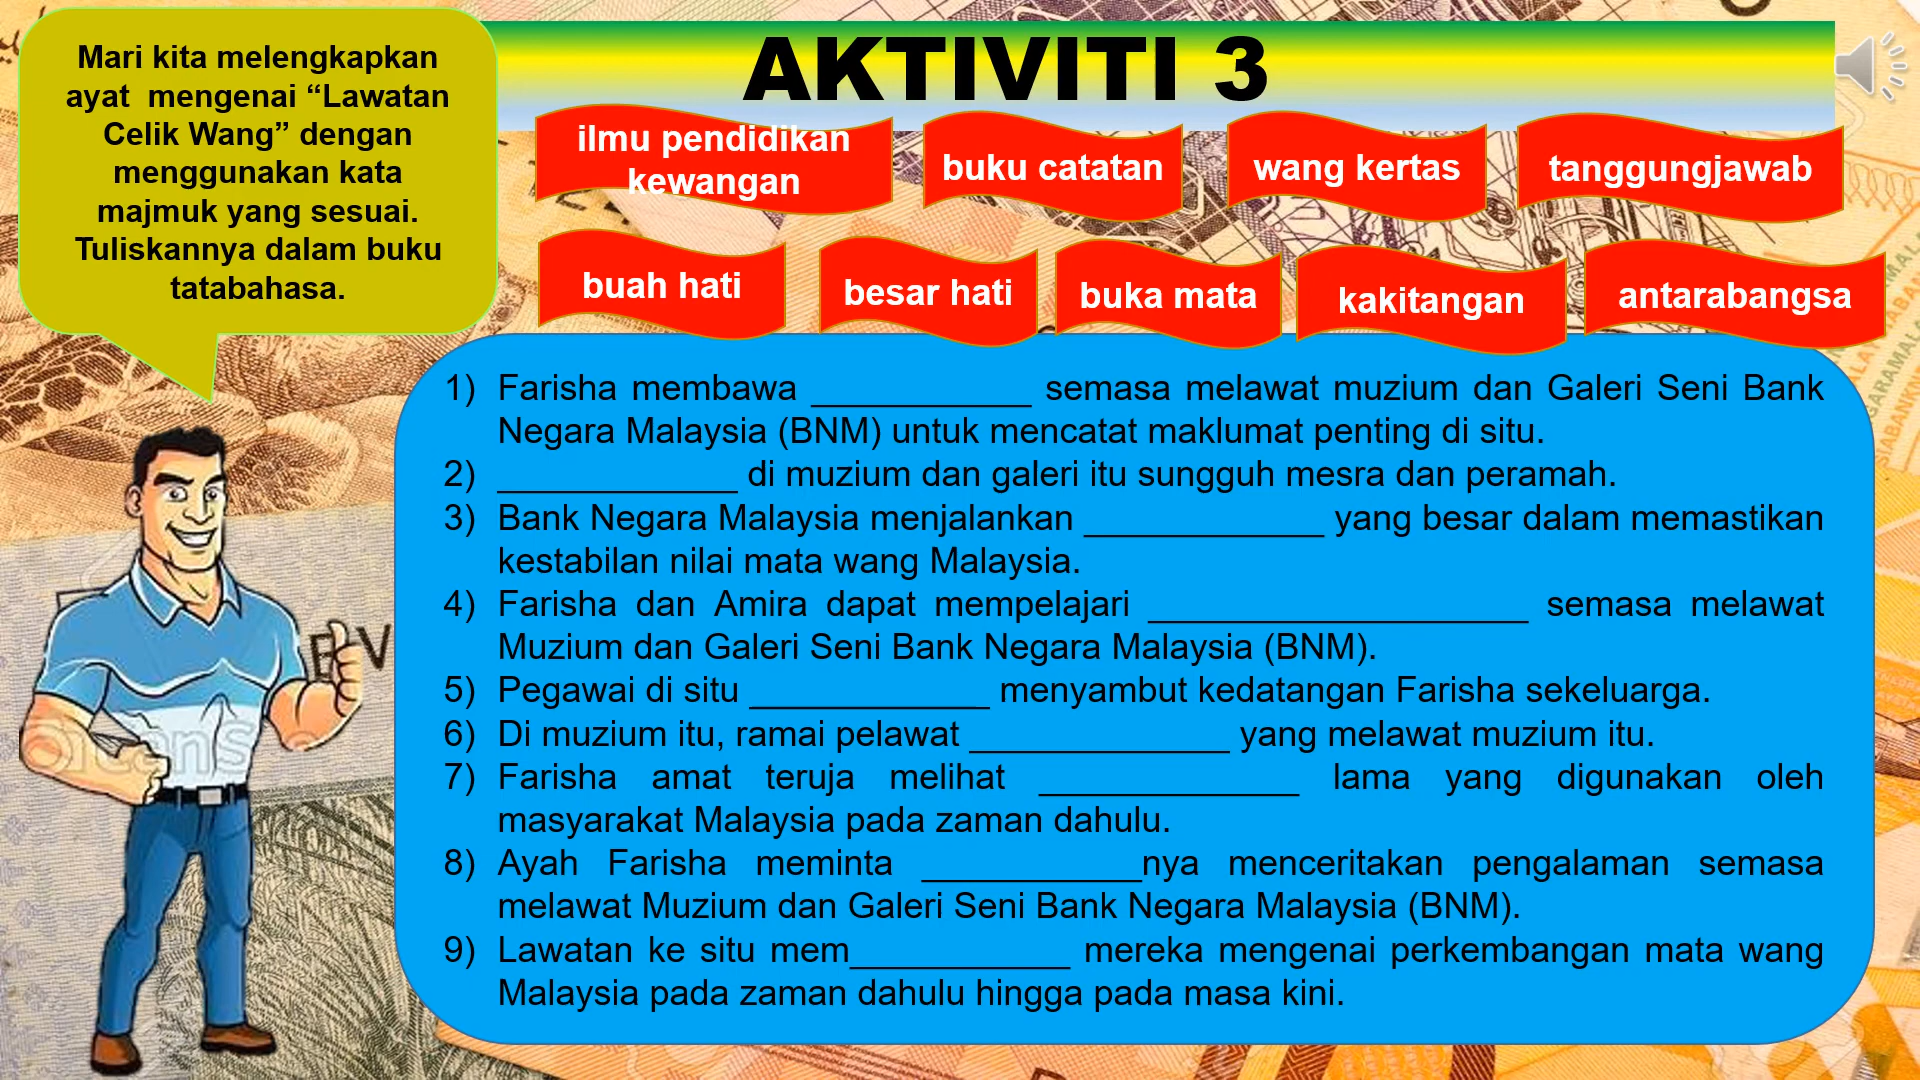 Mari kita melengkapkan
ayat mengenai “Lawatan
Celik Wang” dengan
menggunakan kata
majmuk yang sesuai.
Tuliskannya dalam buku
tatabahasa.
AKTIVITI 3
ilmu pendidikan
kewangan
buku catatan
wang kertas
tanggungjawab
buah hati
besar hati
buka mata
kakitangan
antarabangsa
1) Farisha membawa ___________ semasa melawat muzium dan Galeri Seni Bank
Negara Malaysia (BNM) untuk mencatat maklumat penting di situ.
2) ____________ di muzium dan galeri itu sungguh mesra dan peramah.
3) Bank Negara Malaysia menjalankan ____________ yang besar dalam memastikan
kestabilan nilai mata wang Malaysia.
4) Farisha dan Amira dapat mempelajari ___________________ semasa melawat
Muzium dan Galeri Seni Bank Negara Malaysia (BNM).
5) Pegawai di situ ____________ menyambut kedatangan Farisha sekeluarga.
6) Di muzium itu, ramai pelawat _____________ yang melawat muzium itu.
7) Farisha amat teruja melihat _____________ lama yang digunakan oleh
masyarakat Malaysia pada zaman dahulu.
8) Ayah Farisha meminta ___________nya menceritakan pengalaman semasa
melawat Muzium dan Galeri Seni Bank Negara Malaysia (BNM).
9) Lawatan ke situ mem___________ mereka mengenai perkembangan mata wang
Malaysia pada zaman dahulu hingga pada masa kini.